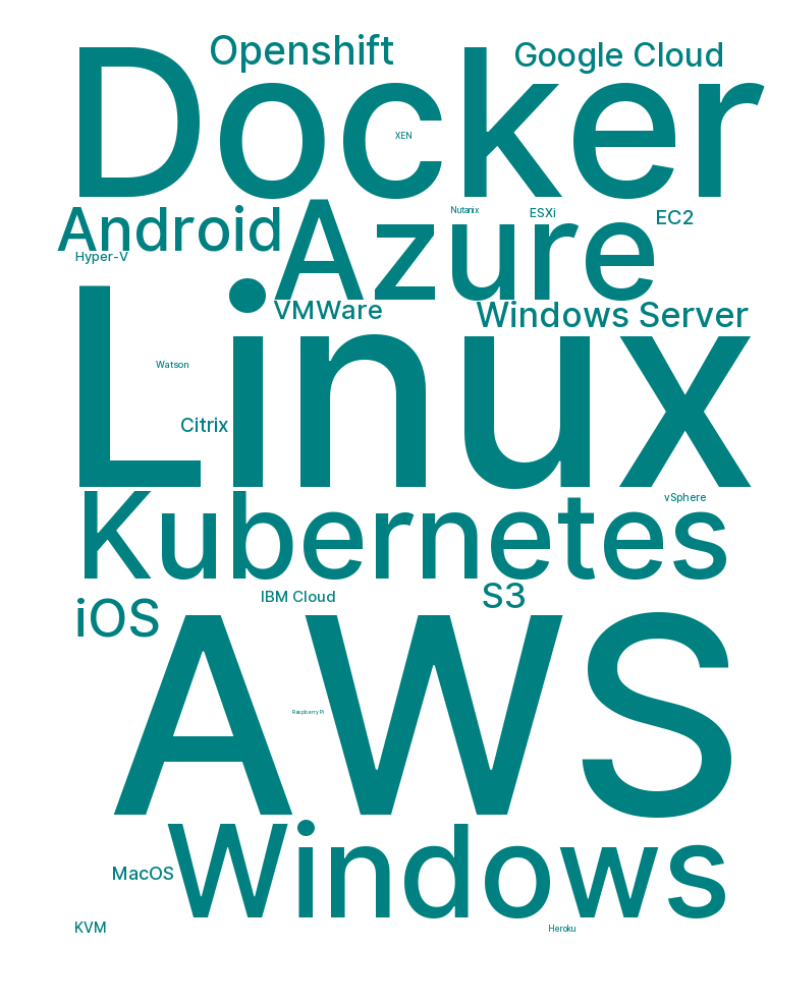 Openshift
Google Cloud
Docker
XEN
Android
Azure
Nutanix
ESXi
EC2
Hyper-V
VMWare
Windows Server
Linux
Watson
Citrix
vSphere
Kubernetes
iOS
IBM Cloud
S3
AWS
Raspberry Pi
Windows
MacOS
KVM
Heroku